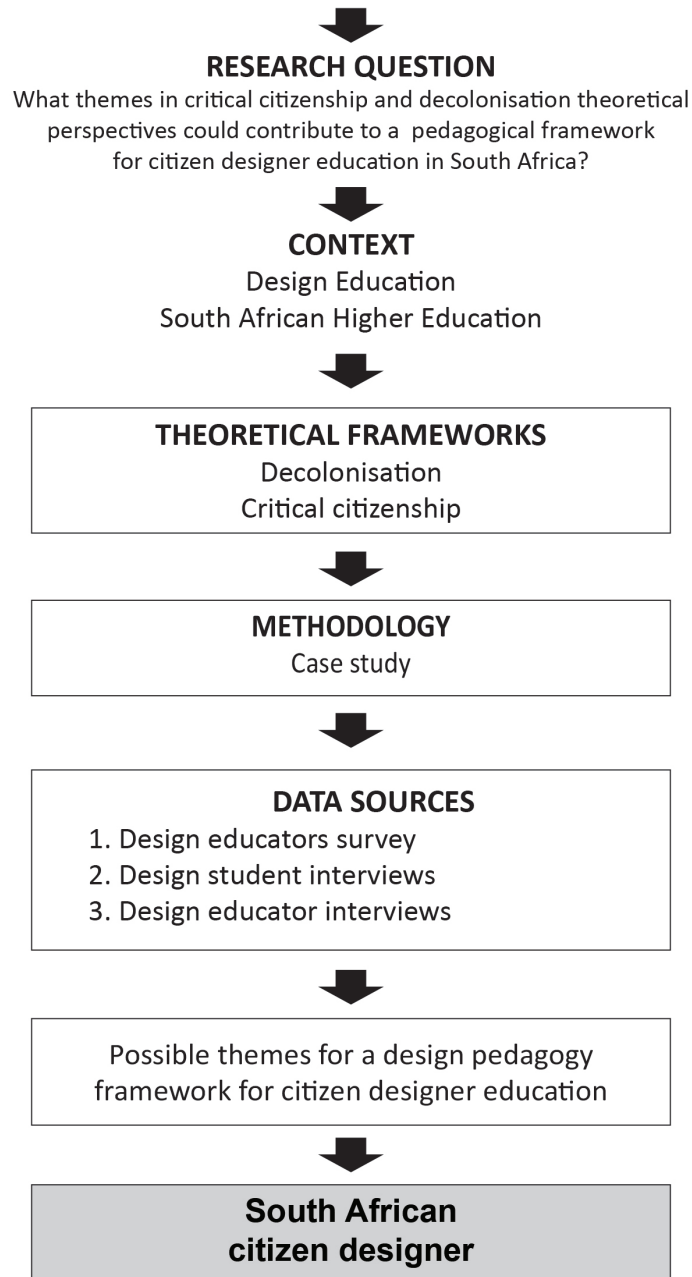 RESEARCH QUESTION
What themes in critical citizenship and decolonisation theoretical
perspectives could contribute to a pedagogical framework
for citizen designer education in South Africa?
CONTEXT
Design Education
South African Higher Education
THEORETICAL FRAMEWORKS
Decolonisation
Critical citizenship
METHODOLOGY
Case study
DATA SOURCES
1. Design educators survey
2. Design student interviews
3. Design educator interviews
Possible themes for a design pedagogy
framework for citizen designer education
South African
citizen designer